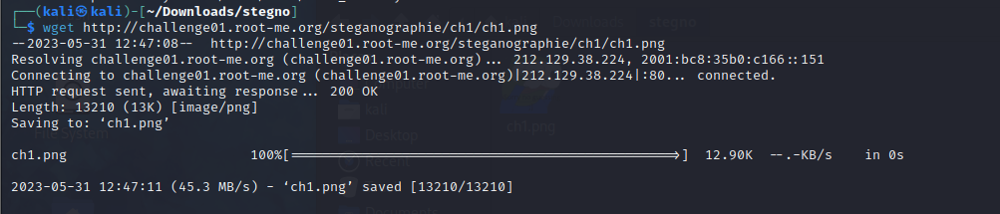 ┌──(kali㉿kali)-[~/Downloads/stegno]
└─$ wget http://challenge01.root-me.org/steganographie/ch1/ch1.png
--2023-05-31 12:47:08--  http://challenge01.root-me.org/steganographie/ch1/ch1.png
Resolving challenge01.root-me.org (challenge01.root-me.org)... 212.129.38.224, 2001:bc8:35b0:c166::151
Connecting to challenge01.root-me.org (challenge01.root-me.org)|212.129.38.224|:80... connected.
HTTP request sent, awaiting response... 200 OK
Length: 13210 (13K) [image/png]
Saving to: ‘ch1.png’
ch1.png                       100%[================================================>]  12.90K  --.-KB/s    in 0s
2023-05-31 12:47:11 (45.3 MB/s) - ‘ch1.png’ saved [13210/13210]
kali
Desktop
Recent
ch1.png